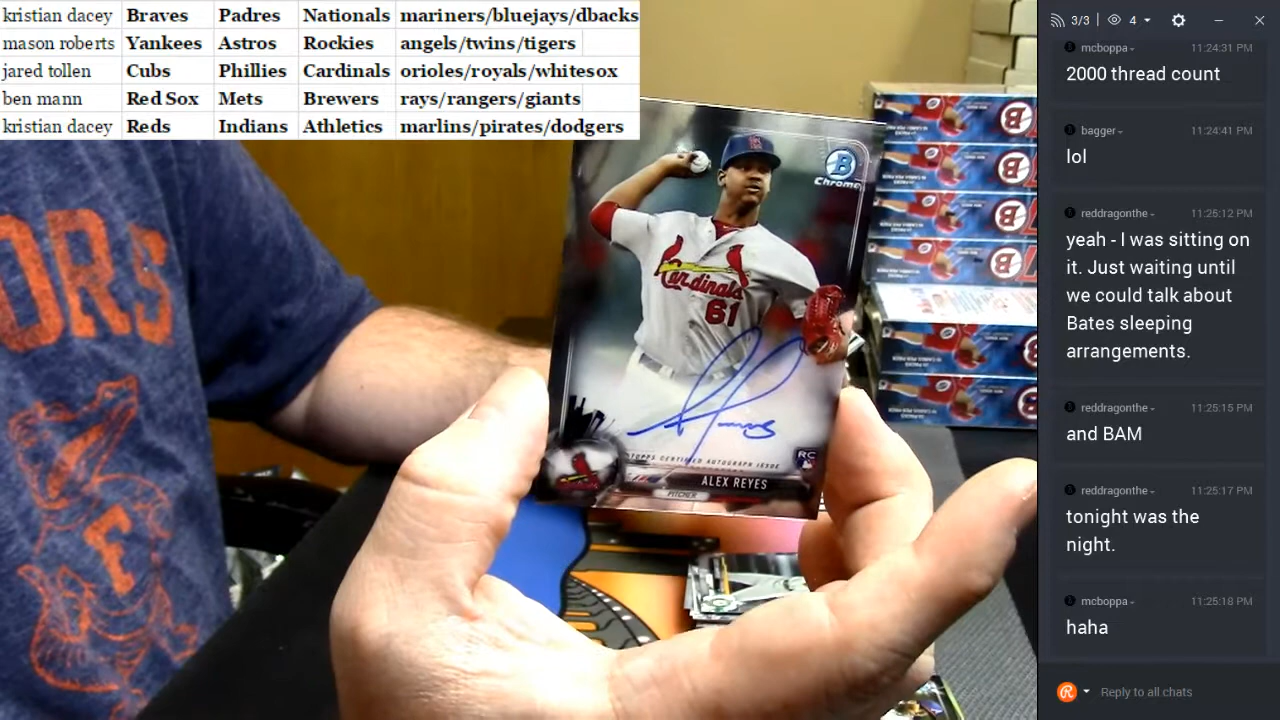 kristian dacey Braves Padres Nationals mariners/bluejays/dbacks
mason roberts Yankees Astros Rockies angels/twins/tigers
jared tollen Cubs Phillies Cardinals orioles/royals/whitesox
ben mann Red Sox Mets Brewers rays/rangers/giants
kristian dacey Reds Indians Athletics marlins/pirates/dodgers
ORS
F
B
Chrome
Cardinals
61
TOPPS CERTIFIED AUTOGRAPH ISSUE
RC
ALEX REYES
PITCHER
3/3 4
mcboppa 11:24:31 PM
2000 thread count
bagger 11:24:41 PM
lol
reddragonthe 11:25:12 PM
yeah - I was sitting on
it. Just waiting until
we could talk about
Bates sleeping
arrangements.
reddragonthe 11:25:15 PM
and BAM
reddragonthe 11:25:17 PM
tonight was the
night.
mcboppa 11:25:18 PM
haha
Reply to all chats